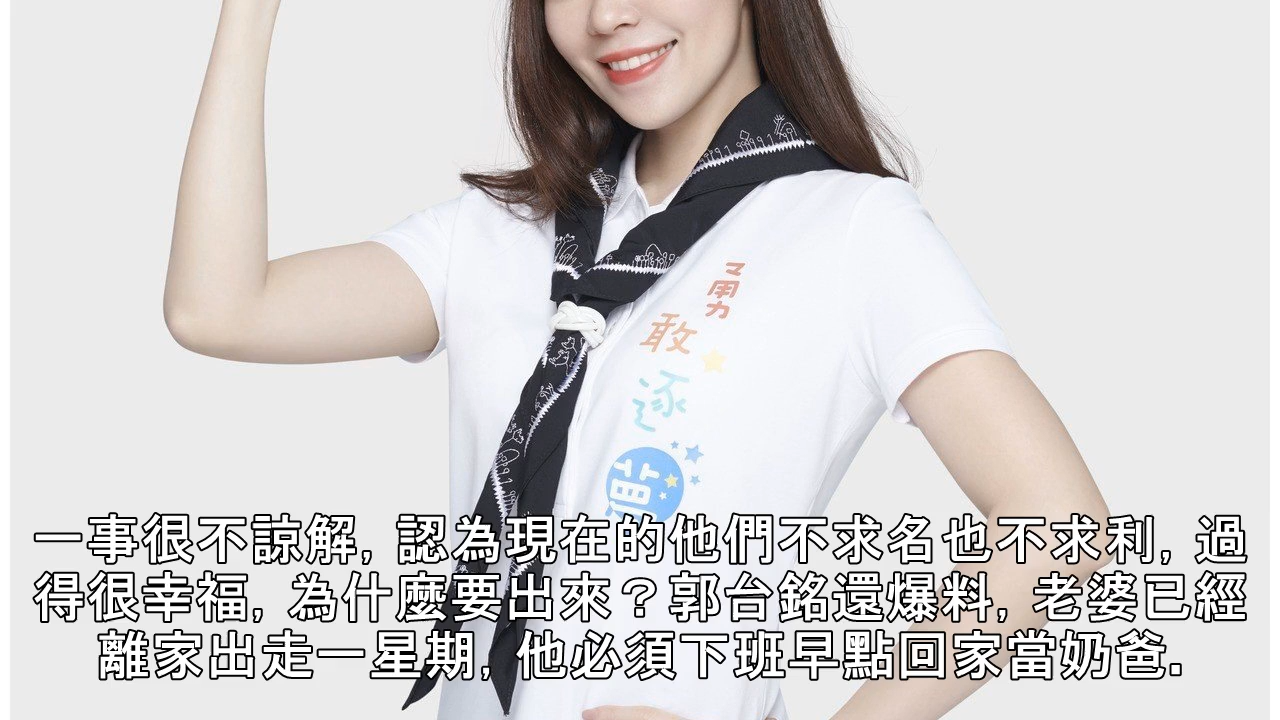 勇敢逐夢
一事很不諒解, 認為現在的他們不求名也不求利, 過
得很幸福, 為什麼要出來？郭台銘還爆料, 老婆已經
離家出走一星期, 他必須下班早點回家當奶爸.